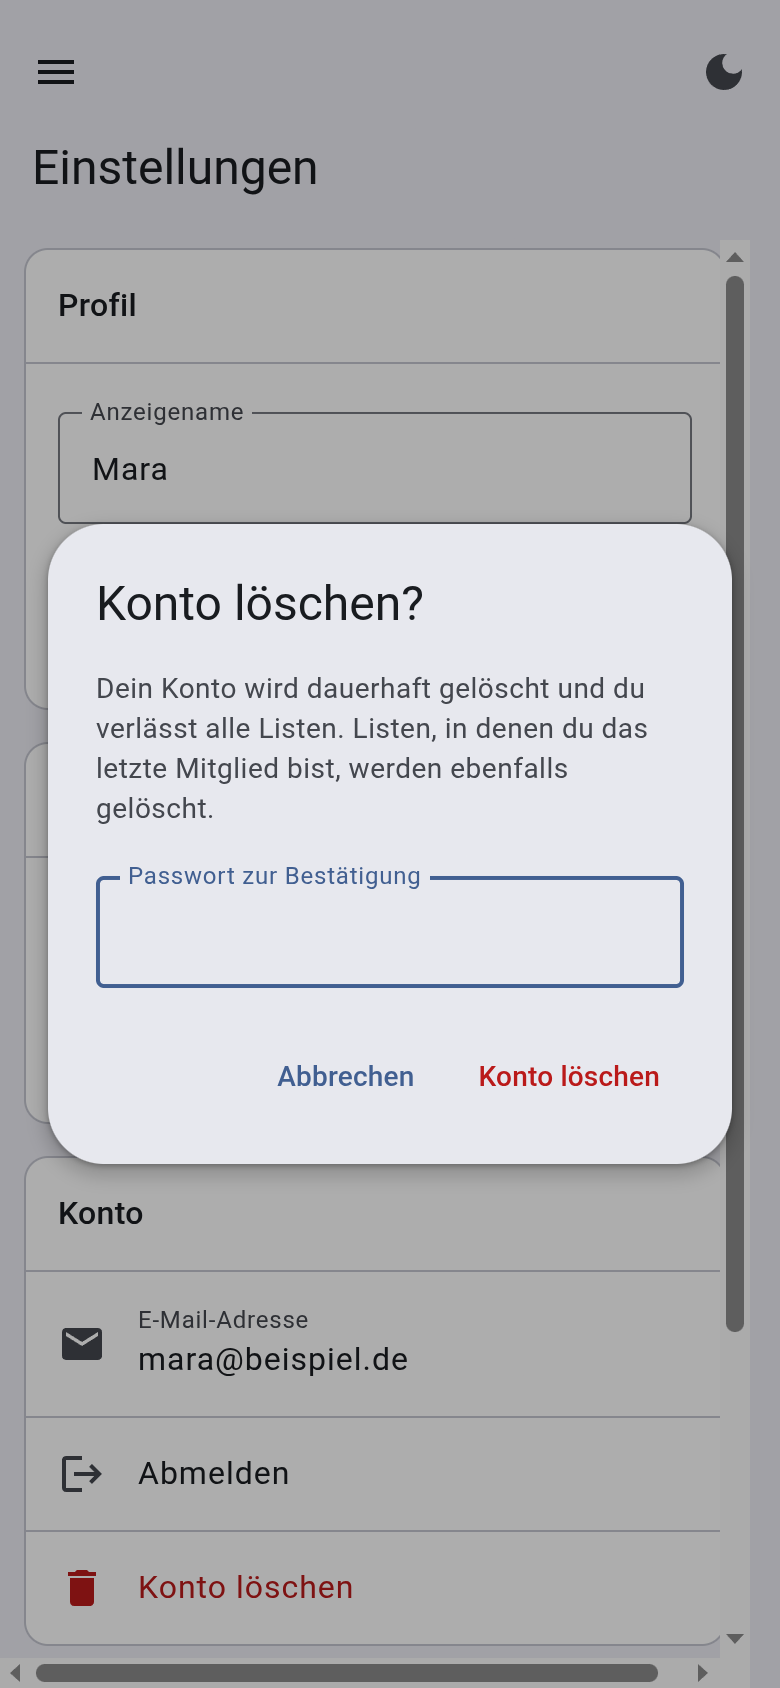 Einstellungen
Profil
Anzeigename
Mara
Konto löschen?
Dein Konto wird dauerhaft gelöscht und du
verlässt alle Listen. Listen, in denen du das
letzte Mitglied bist, werden ebenfalls
gelöscht.
Passwort zur Bestätigung
Abbrechen Konto löschen
Konto
E-Mail-Adresse
mara@beispiel.de
Abmelden
Konto löschen